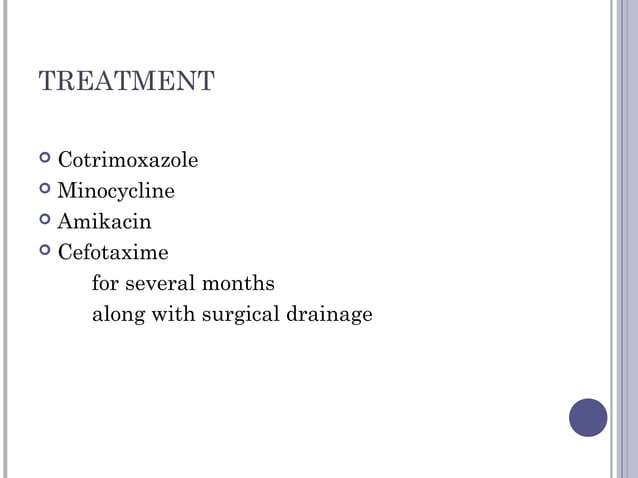 TREATMENT
Cotrimoxazole
Minocycline
Amikacin
Cefotaxime
for several months
along with surgical drainage